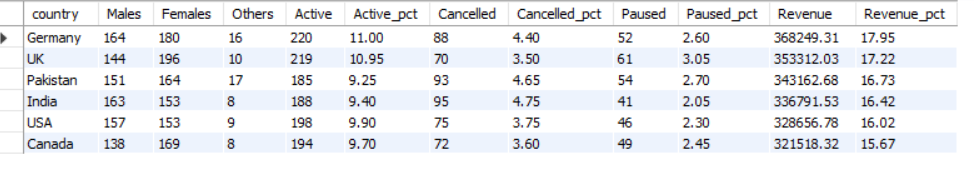 country Males Females Others Active Active_pct Cancelled Cancelled_pct Paused Paused_pct Revenue Revenue_pct
Germany 164 180 16 220 11.00 88 4.40 52 2.60 368249.31 17.95
UK 144 196 10 219 10.95 70 3.50 61 3.05 353312.03 17.22
Pakistan 151 164 17 185 9.25 93 4.65 54 2.70 343162.68 16.73
India 163 153 8 188 9.40 95 4.75 41 2.05 336791.53 16.42
USA 157 153 9 198 9.90 75 3.75 46 2.30 328656.78 16.02
Canada 138 169 8 194 9.70 72 3.60 49 2.45 321518.32 15.67